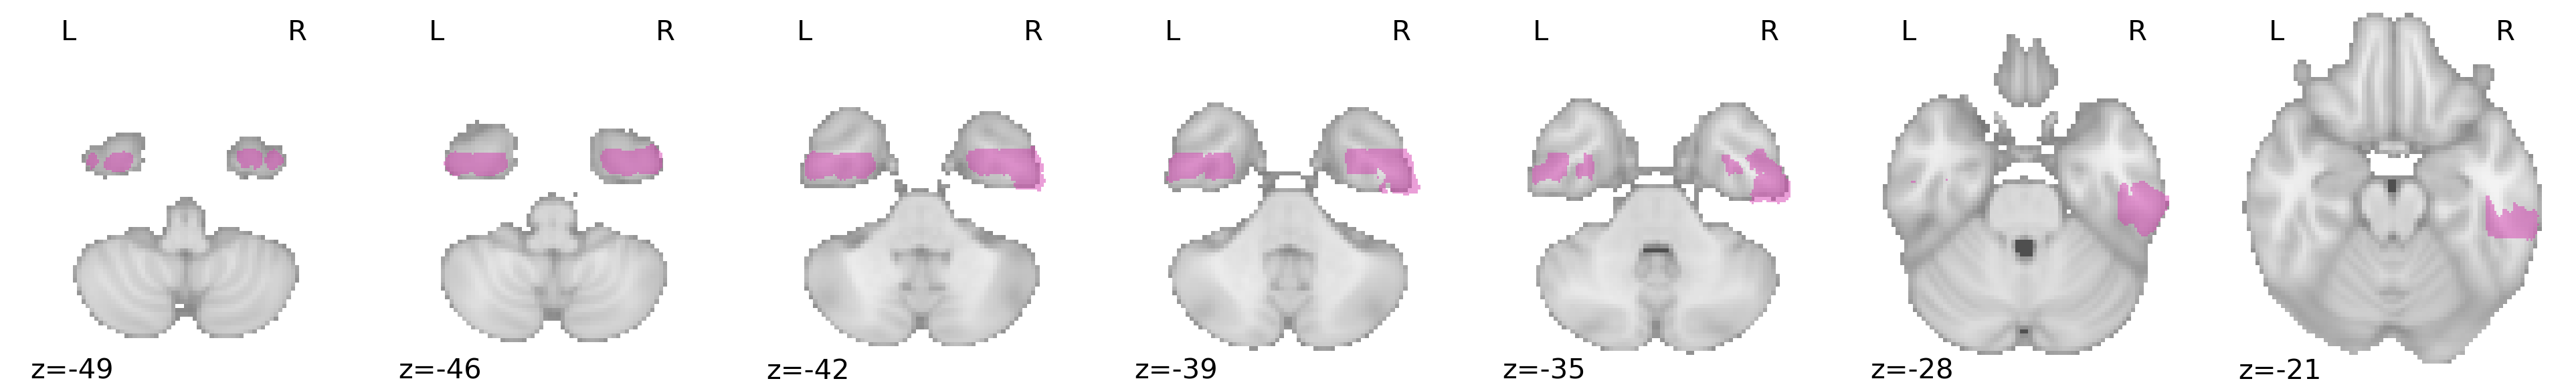 L R L R L R L R L R L R L R
z=-49 z=-46 z=-42 z=-39 z=-35 z=-28 z=-21